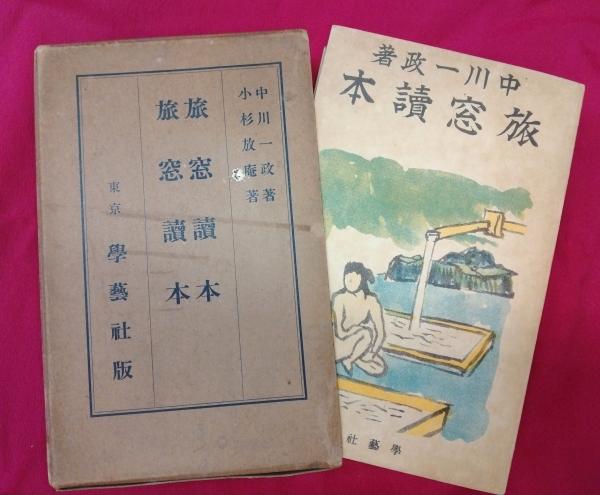 中川一政著
小杉放庵著
旅窓讀本
旅窓讀本
東京 學藝社版
中川一政著
旅窓讀本
學藝社